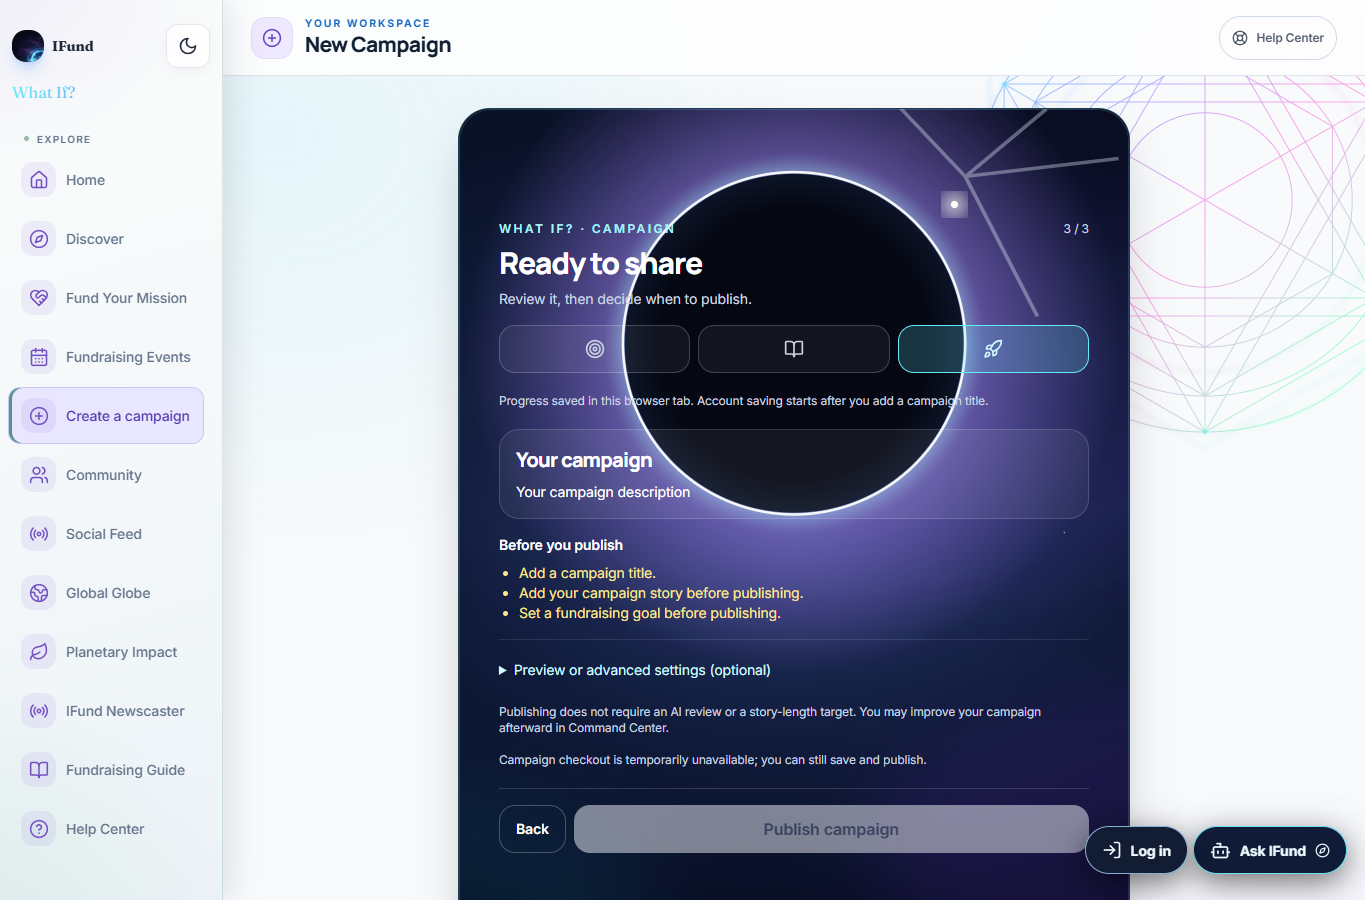 IFund
What If?
EXPLORE
Home
Discover
Fund Your Mission
Fundraising Events
Create a campaign
Community
Social Feed
Global Globe
Planetary Impact
IFund Newscaster
Fundraising Guide
Help Center
YOUR WORKSPACE
New Campaign
Help Center
WHAT IF? · CAMPAIGN
3 / 3
Ready to share
Review it, then decide when to publish.
Progress saved in this browser tab. Account saving starts after you add a campaign title.
Your campaign
Your campaign description
Before you publish
Add a campaign title.
Add your campaign story before publishing.
Set a fundraising goal before publishing.
Preview or advanced settings (optional)
Publishing does not require an AI review or a story-length target. You may improve your campaign
afterward in Command Center.
Campaign checkout is temporarily unavailable; you can still save and publish.
Back
Publish campaign
Log in
Ask IFund